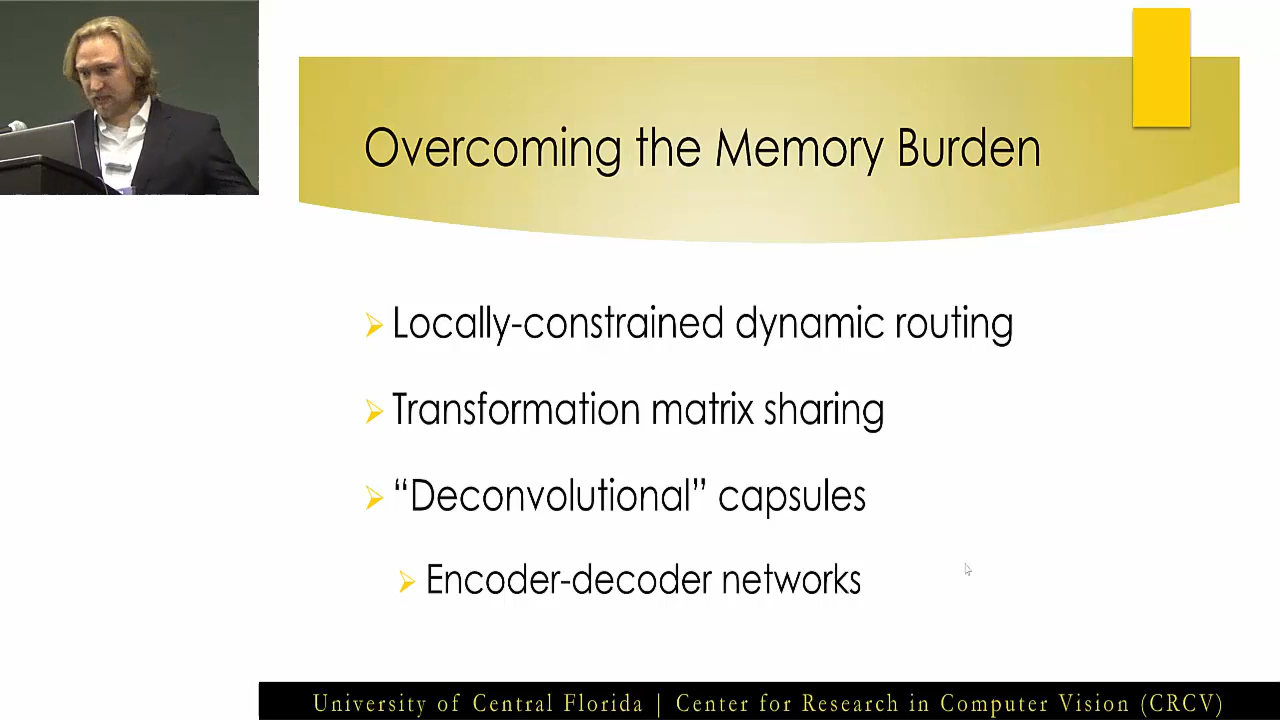 Overcoming the Memory Burden
Locally-constrained dynamic routing
Transformation matrix sharing
“Deconvolutional” capsules
Encoder-decoder networks
University of Central Florida | Center for Research in Computer Vision (CRCV)